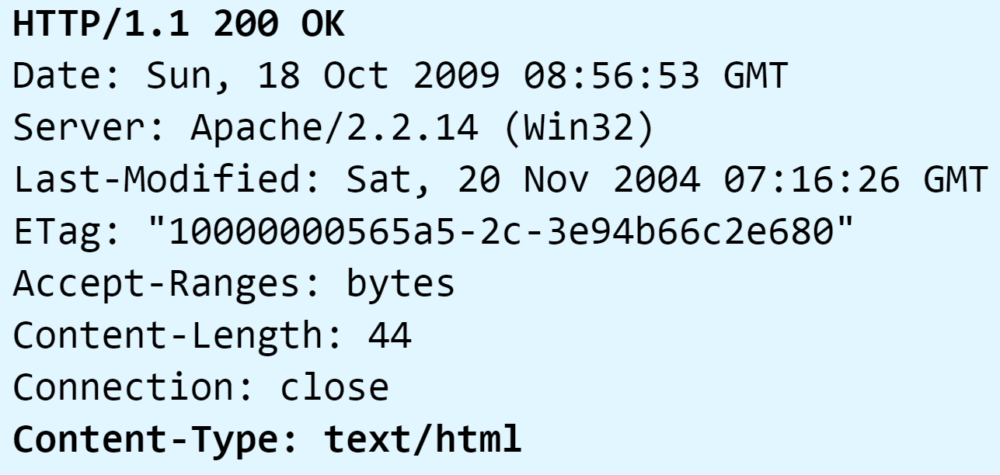 HTTP/1.1 200 OK
Date: Sun, 18 Oct 2009 08:56:53 GMT
Server: Apache/2.2.14 (Win32)
Last-Modified: Sat, 20 Nov 2004 07:16:26 GMT
ETag: "10000000565a5-2c-3e94b66c2e680"
Accept-Ranges: bytes
Content-Length: 44
Connection: close
Content-Type: text/html